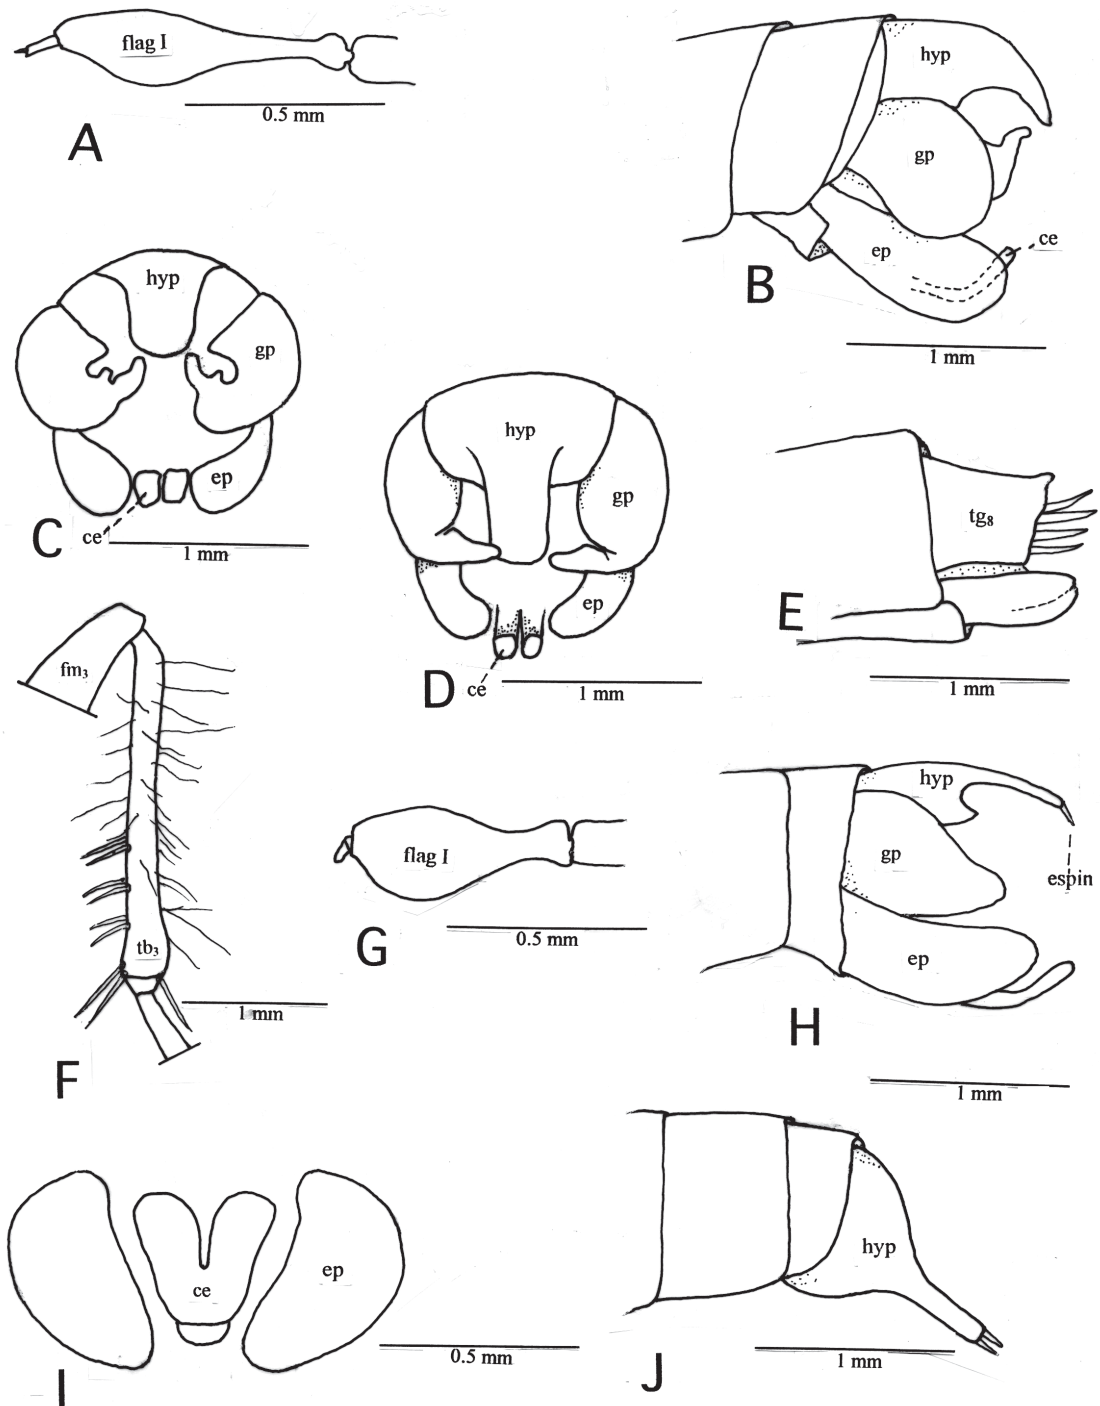 flag I
0.5 mm
A
hyp
gp
ep
ce
B
1 mm
hyp
gp
ep
ce
C
1 mm
hyp
gp
ep
ce
D
1 mm
tg₈
E
1 mm
fm₃
tb₃
1 mm
F
flag I
0.5 mm
G
hyp
gp
espin
ep
H
1 mm
ep
ce
0.5 mm
I
hyp
1 mm
J